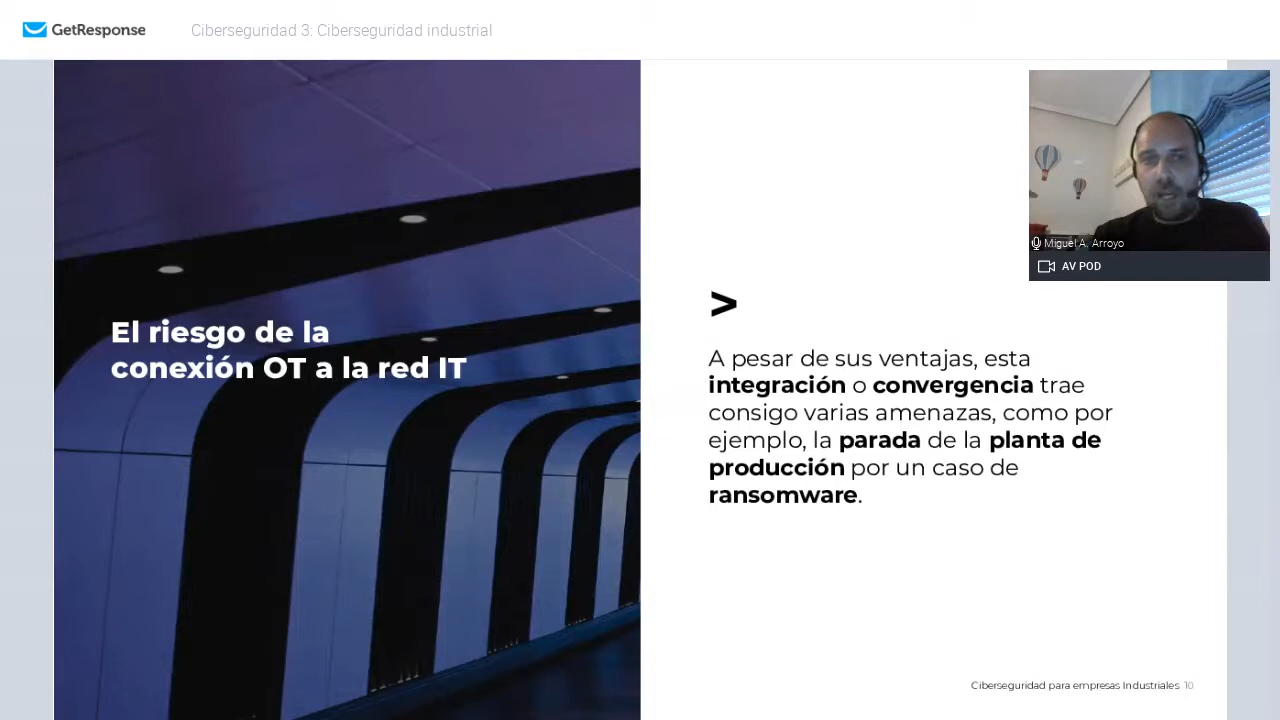 GetResponse
Ciberseguridad 3: Ciberseguridad industrial
Miguel A. Arroyo
AV POD
El riesgo de la
conexión OT a la red IT
>
A pesar de sus ventajas, esta
integración o convergencia trae
consigo varias amenazas, como por
ejemplo, la parada de la planta de
producción por un caso de
ransomware.
Ciberseguridad para empresas Industriales 10